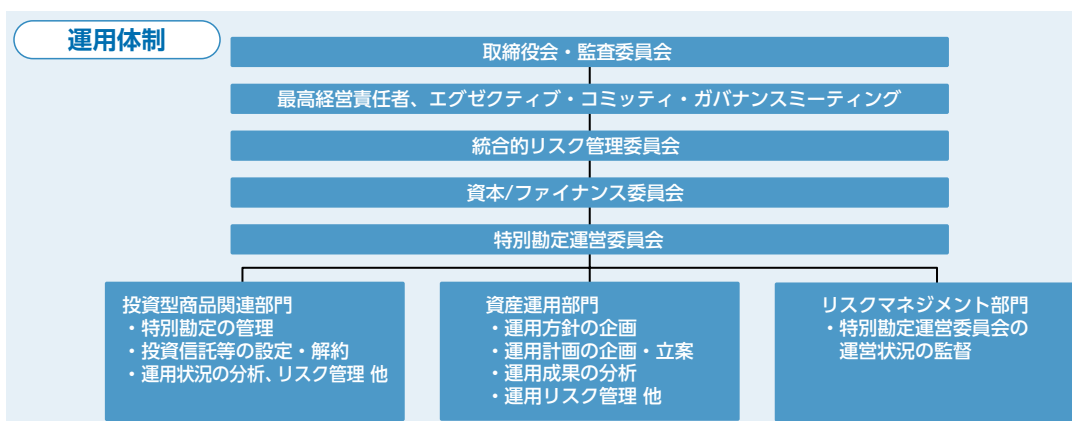 運用体制
取締役会・監査委員会
最高経営責任者、エグゼクティブ・コミッティ・ガバナンスミーティング
統合的リスク管理委員会
資本/ファイナンス委員会
特別勘定運営委員会
投資型商品関連部門
・特別勘定の管理
・投資信託等の設定・解約
・運用状況の分析、リスク管理 他
資産運用部門
・運用方針の企画
・運用計画の企画・立案
・運用成果の分析
・運用リスク管理 他
リスクマネジメント部門
・特別勘定運営委員会の
運営状況の監督